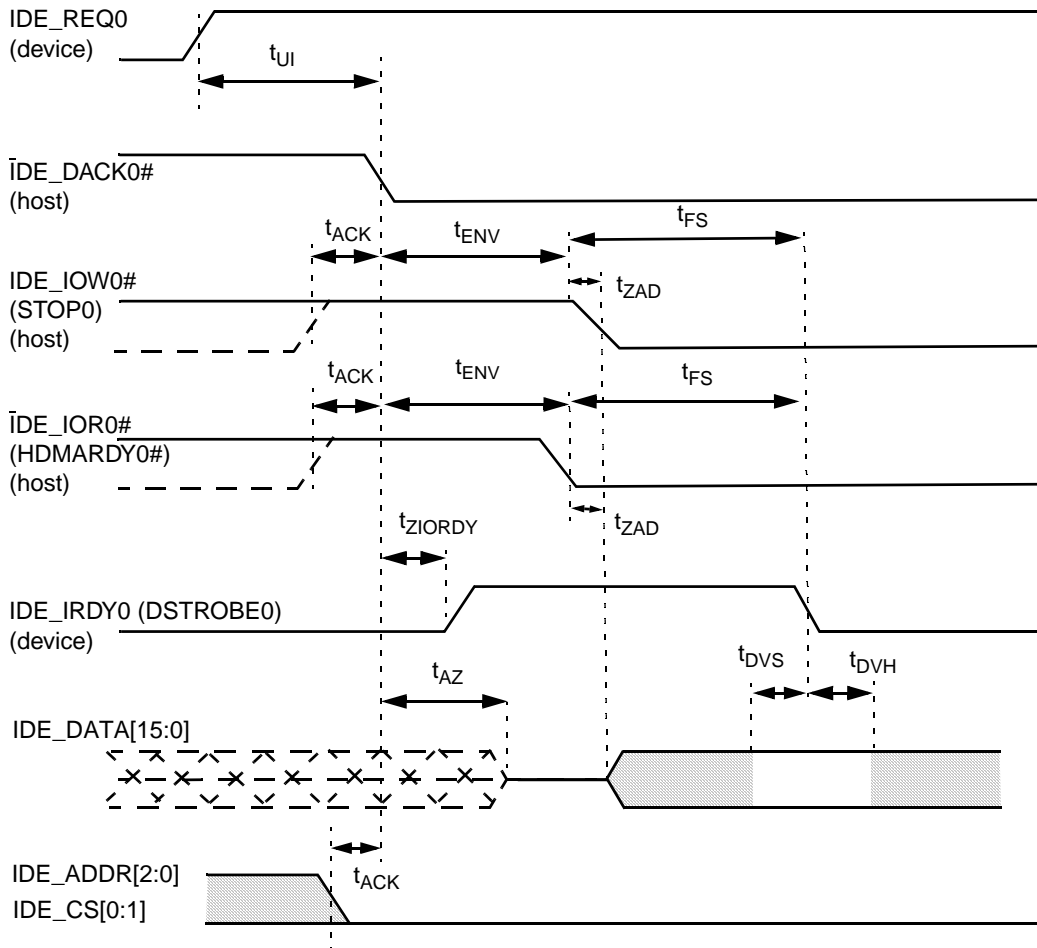 IDE_REQ0
(device)
tUI
IDE_DACK0#
(host)
tACK
tENV
tFS
IDE_IOW0#
(STOP0)
(host)
tZAD
tACK
tENV
tFS
IDE_IOR0#
(HDMARDY0#)
(host)
tZIORDY
tZAD
IDE_IRDY0 (DSTROBE0)
(device)
tDVS
tDVH
tAZ
IDE_DATA[15:0]
IDE_ADDR[2:0]
tACK
IDE_CS[0:1]